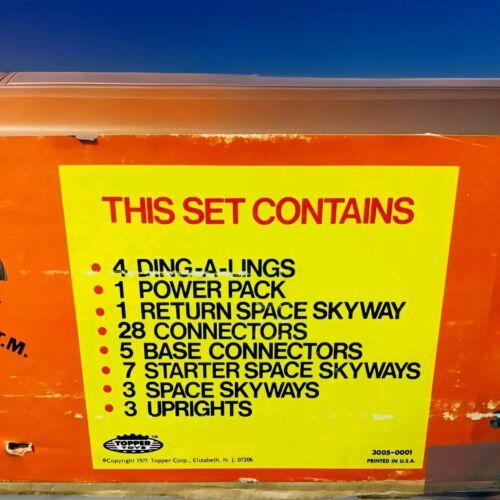 THIS SET CONTAINS
• 4 DING-A-LINGS
• 1 POWER PACK
• 1 RETURN SPACE SKYWAY
• 28 CONNECTORS
• 5 BASE CONNECTORS
• 7 STARTER SPACE SKYWAYS
• 3 SPACE SKYWAYS
• 3 UPRIGHTS
T.M.
TOPPER TM
TOYS
©Copyright 1971 Topper Corp., Elizabeth, N. J. 07206
3005-0001
PRINTED IN U.S.A.